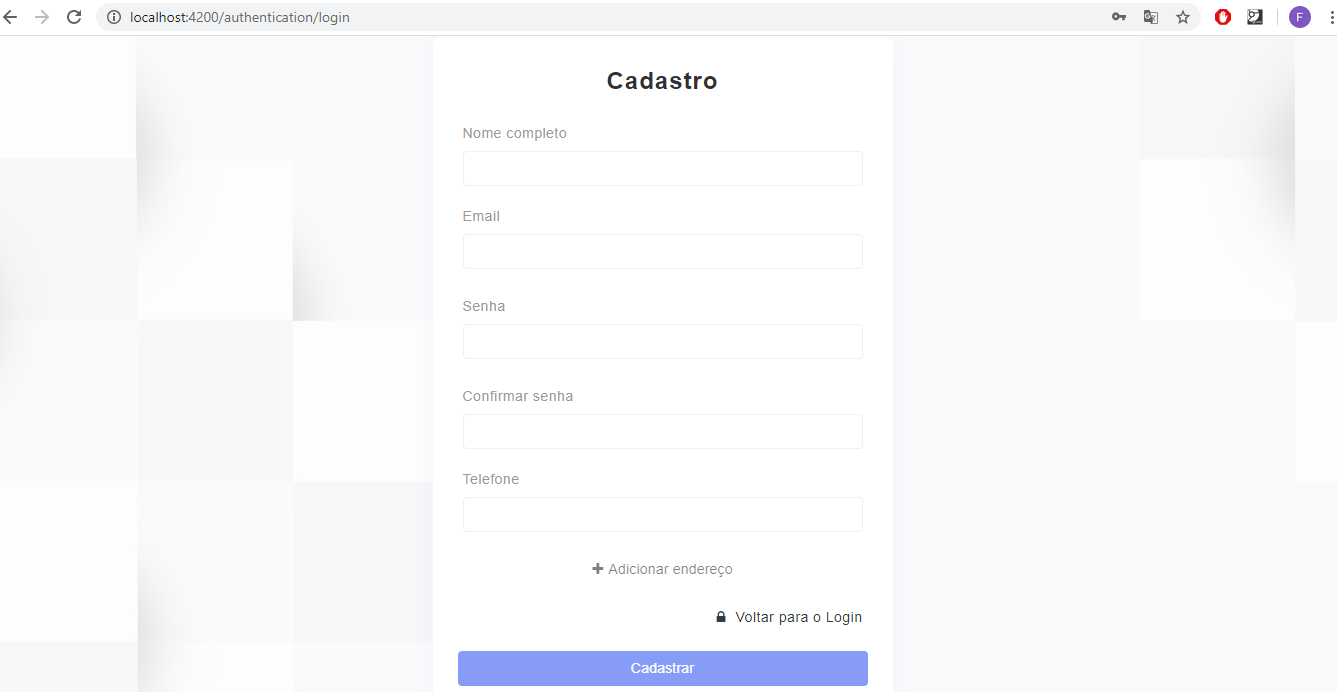 localhost:4200/authentication/login
F
Cadastro
Nome completo
Email
Senha
Confirmar senha
Telefone
Adicionar endereço
Voltar para o Login
Cadastrar